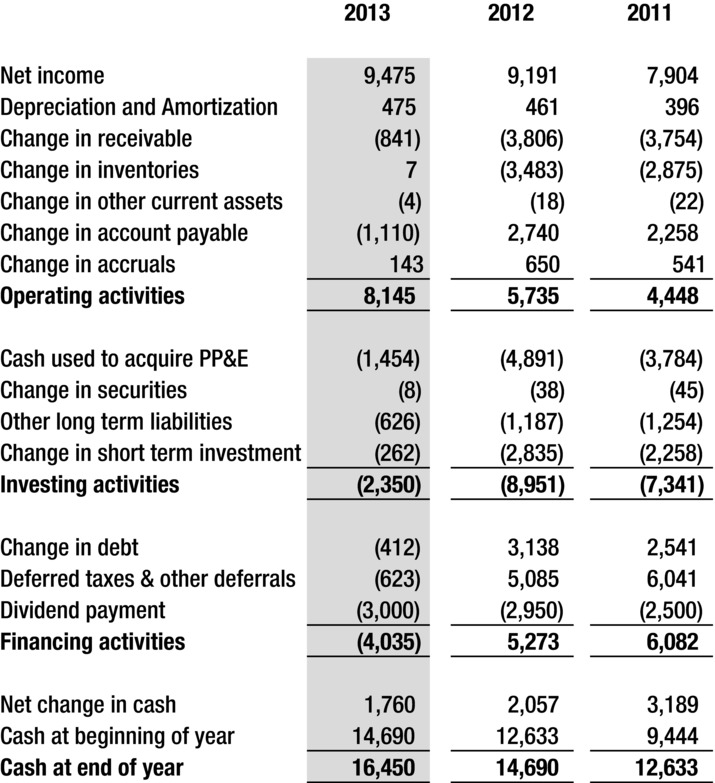 2013 2012 2011
Net income 9,475 9,191 7,904
Depreciation and Amortization 475 461 396
Change in receivable (841) (3,806) (3,754)
Change in inventories 7 (3,483) (2,875)
Change in other current assets (4) (18) (22)
Change in account payable (1,110) 2,740 2,258
Change in accruals 143 650 541
Operating activities 8,145 5,735 4,448
Cash used to acquire PP&E (1,454) (4,891) (3,784)
Change in securities (8) (38) (45)
Other long term liabilities (626) (1,187) (1,254)
Change in short term investment (262) (2,835) (2,258)
Investing activities (2,350) (8,951) (7,341)
Change in debt (412) 3,138 2,541
Deferred taxes & other deferrals (623) 5,085 6,041
Dividend payment (3,000) (2,950) (2,500)
Financing activities (4,035) 5,273 6,082
Net change in cash 1,760 2,057 3,189
Cash at beginning of year 14,690 12,633 9,444
Cash at end of year 16,450 14,690 12,633